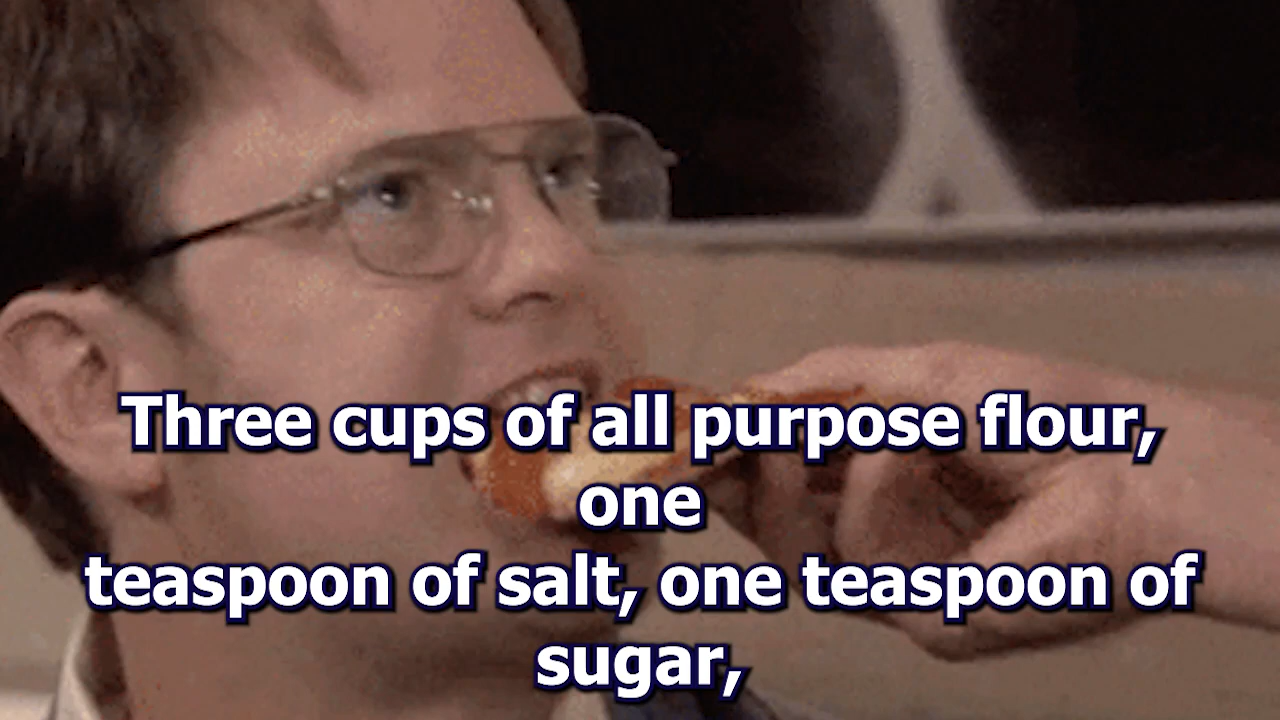 Three cups of all purpose flour,
one
teaspoon of salt, one teaspoon of
sugar,